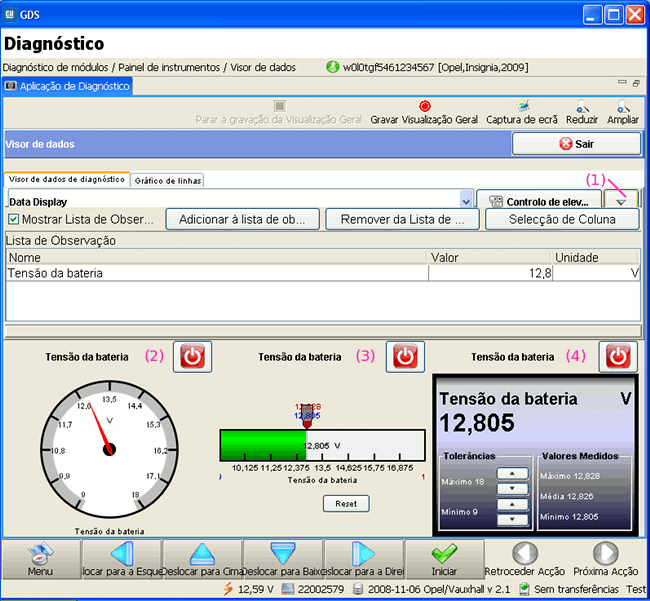 GM GDS
Diagnóstico
Diagnóstico de módulos / Painel de instrumentos / Visor de dados w0l0tgf5461234567 [Opel,Insignia,2009]
Aplicação de Diagnóstico
Parar a gravação da Visualização Geral Gravar Visualização Geral Captura de ecrã Reduzir Ampliar
Visor de dados Sair
Visor de dados de diagnóstico Gráfico de linhas
(1)
Data Display Controlo de elev...
Mostrar Lista de Obser... Adicionar à lista de ob... Remover da Lista de ... Selecção de Coluna
Lista de Observação
Nome Valor Unidade
Tensão da bateria 12,8 V
Tensão da bateria (2) Tensão da bateria (3) Tensão da bateria (4)
9 9,9 10,8 11,7 12,6 13,5 14,4 15,3 16,2 17,1 18
V
Tensão da bateria
12,828
12,805
12,805 V
10,125 11,25 12,375 13,5 14,625 15,75 16,875
9 1
Tensão da bateria
Reset
Tensão da bateria V
12,805
Tolerâncias Valores Medidos
Máximo 18 Máximo 12,828
Média 12,826
Mínimo 9 Mínimo 12,805
Menu slocar para a Esque Deslocar para Cima Deslocar para Baixo slocar para a Direi Iniciar Retroceder Acção Próxima Acção
12,59 V 22002579 2008-11-06 Opel/Vauxhall v 2.1 Sem transferências Test